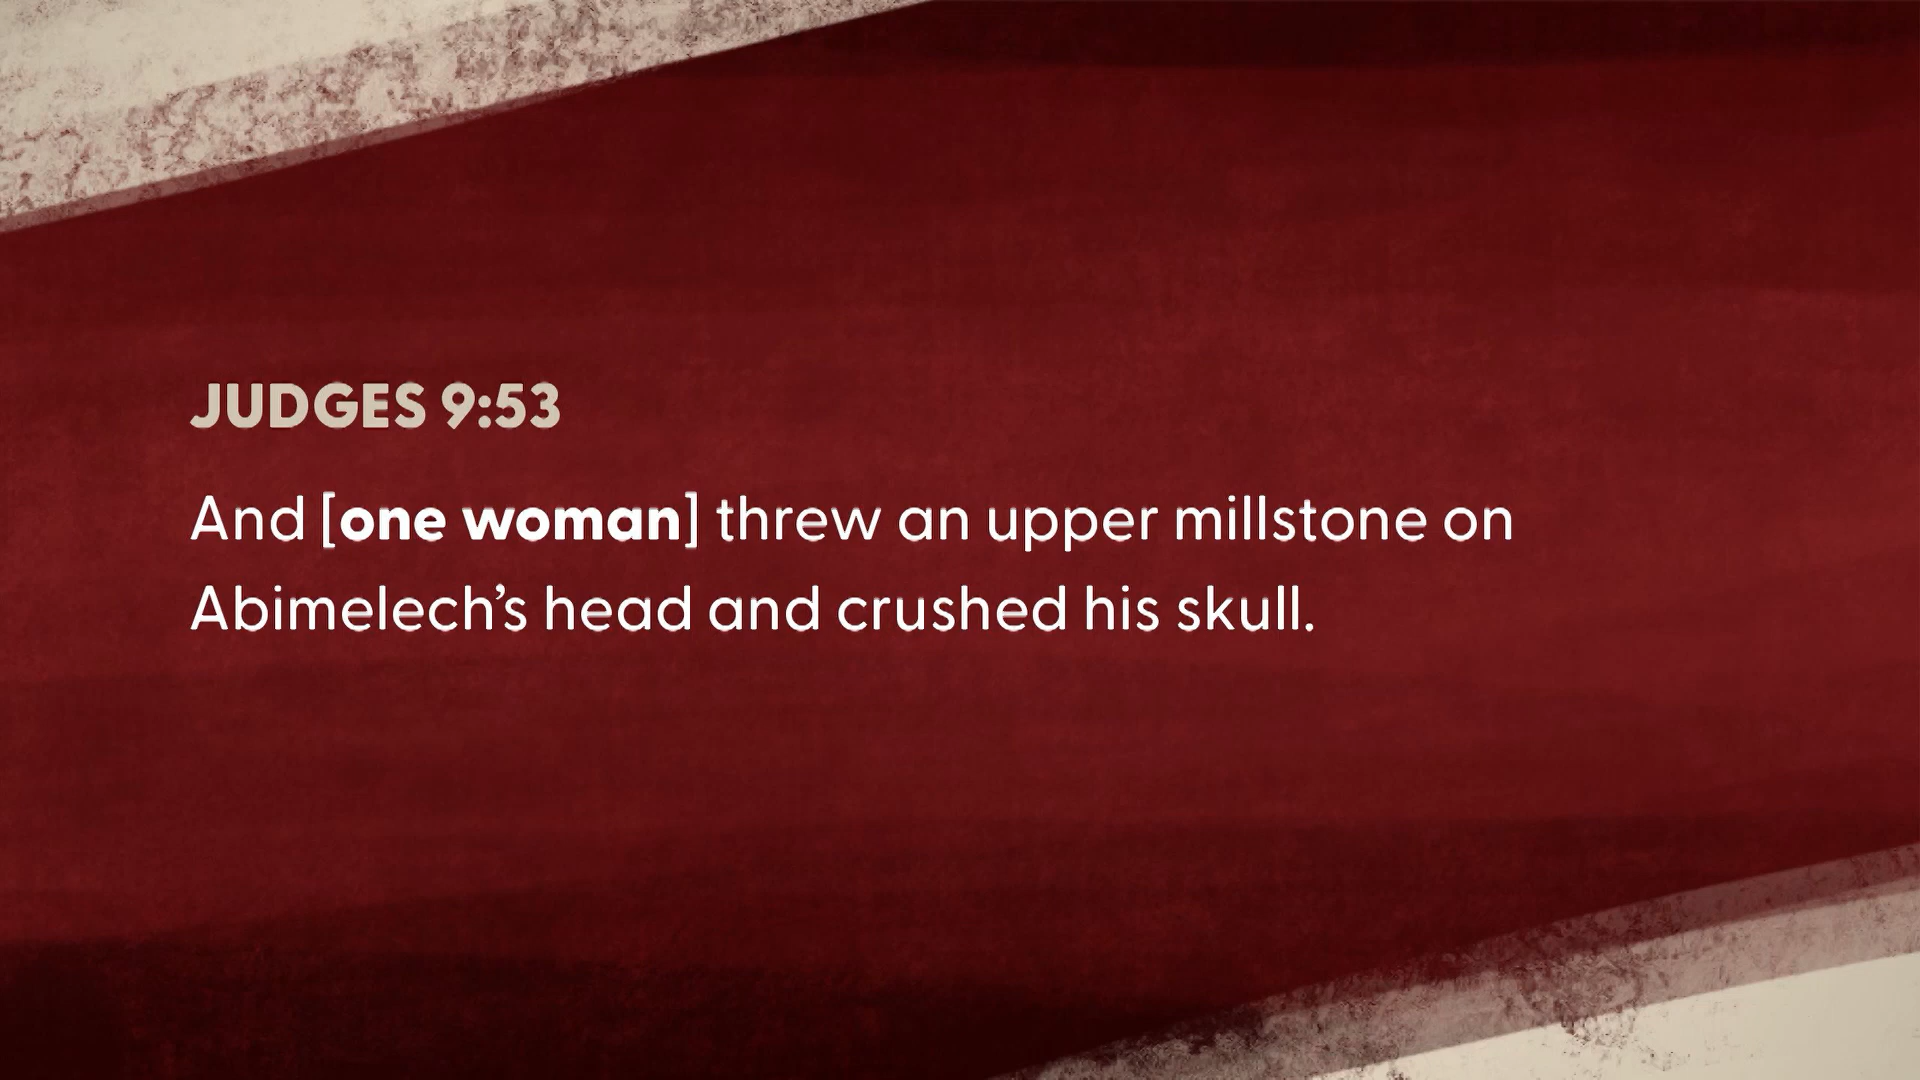 JUDGES 9:53
And [one woman] threw an upper millstone on
Abimelech’s head and crushed his skull.